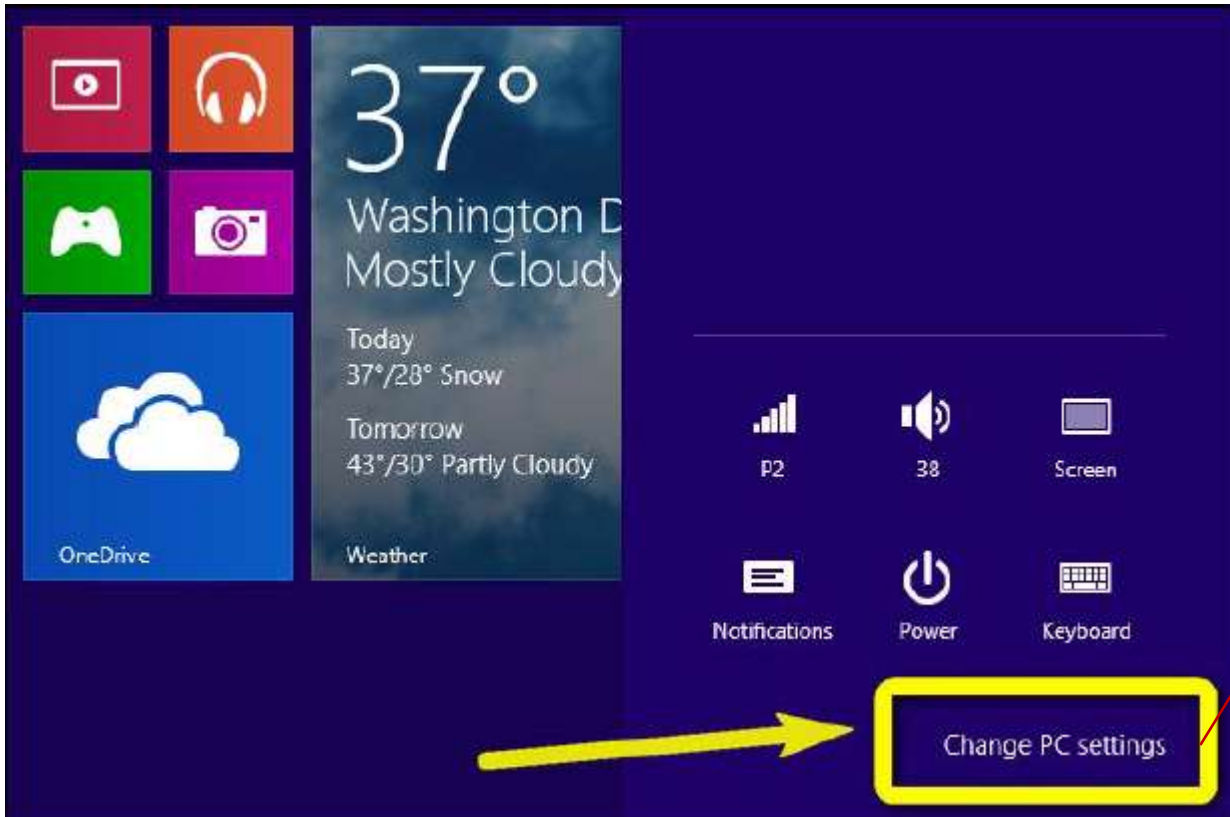 37°
Washington D
Mostly Cloudy
Today
37°/28° Snow
Tomorrow
43°/30° Partly Cloudy
OneDrive
Weather
P2
38
Screen
Notifications
Power
Keyboard
Change PC settings